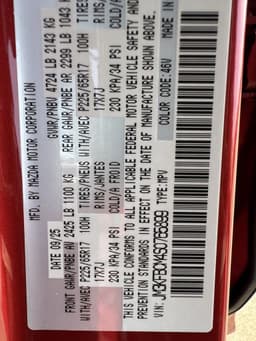 MFD. BY: MAZDA MOTOR CORPORATION
DATE: 09/25 GVWR/PNBV 4724 LB 2143 KG
FRONT GAWR/PNBE AV 2425 LB 1100 KG REAR GAWR/PNBE AR 2299 LB 1043 KG
WITH/AVEC P225/65R17 100H TIRES/PNEUS WITH/AVEC P225/65R17 100H TIRES/
17X7J RIMS/JANTES 17X7J RIMS/
230 KPA/34 PSI COLD/A FROID 230 KPA/34 PSI COLD/A
THIS VEHICLE CONFORMS TO ALL APPLICABLE FEDERAL MOTOR VEHICLE SAFETY AND
STANDARDS IN EFFECT ON THE DATE OF MANUFACTURE SHOWN ABOVE.
TYPE: MPV COLOR CODE: 46V
VIN: